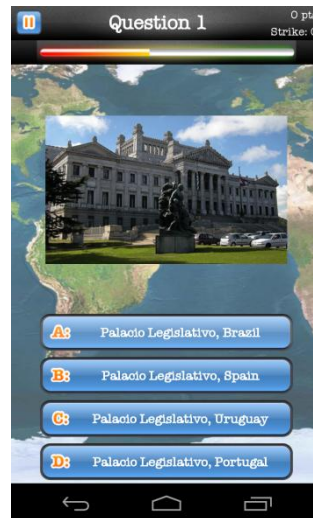 Question 1
0 pt
Strike:
A: Palacio Legislativo, Brazil
B: Palacio Legislativo, Spain
C: Palacio Legislativo, Uruguay
D: Palacio Legislativo, Portugal